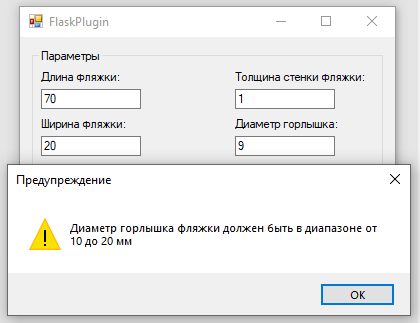 FlaskPlugin
Параметры
Длина фляжки: Толщина стенки фляжки:
70 1
Ширина фляжки: Диаметр горлышка:
20 9
Предупреждение
Диаметр горлышка фляжки должен быть в диапазоне от
10 до 20 мм
OK